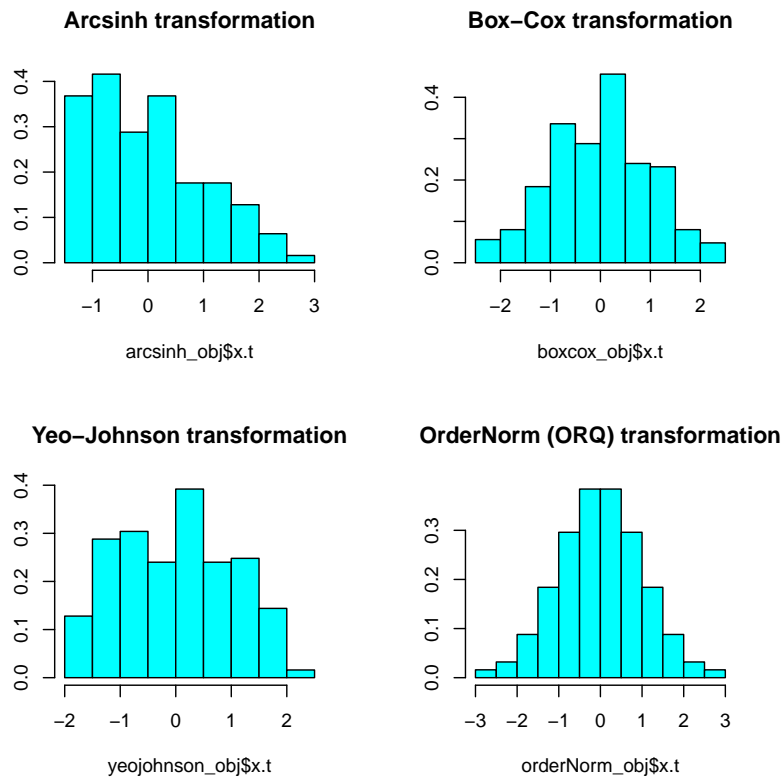 Arcsinh transformation
0.4
0.3
0.2
0.1
0.0
−1 0 1 2 3
arcsinh_obj$x.t
Box−Cox transformation
0.4
0.2
0.0
−2 −1 0 1 2
boxcox_obj$x.t
Yeo−Johnson transformation
0.4
0.3
0.2
0.1
0.0
−2 −1 0 1 2
yeojohnson_obj$x.t
OrderNorm (ORQ) transformation
0.3
0.2
0.1
0.0
−3 −2 −1 0 1 2 3
orderNorm_obj$x.t